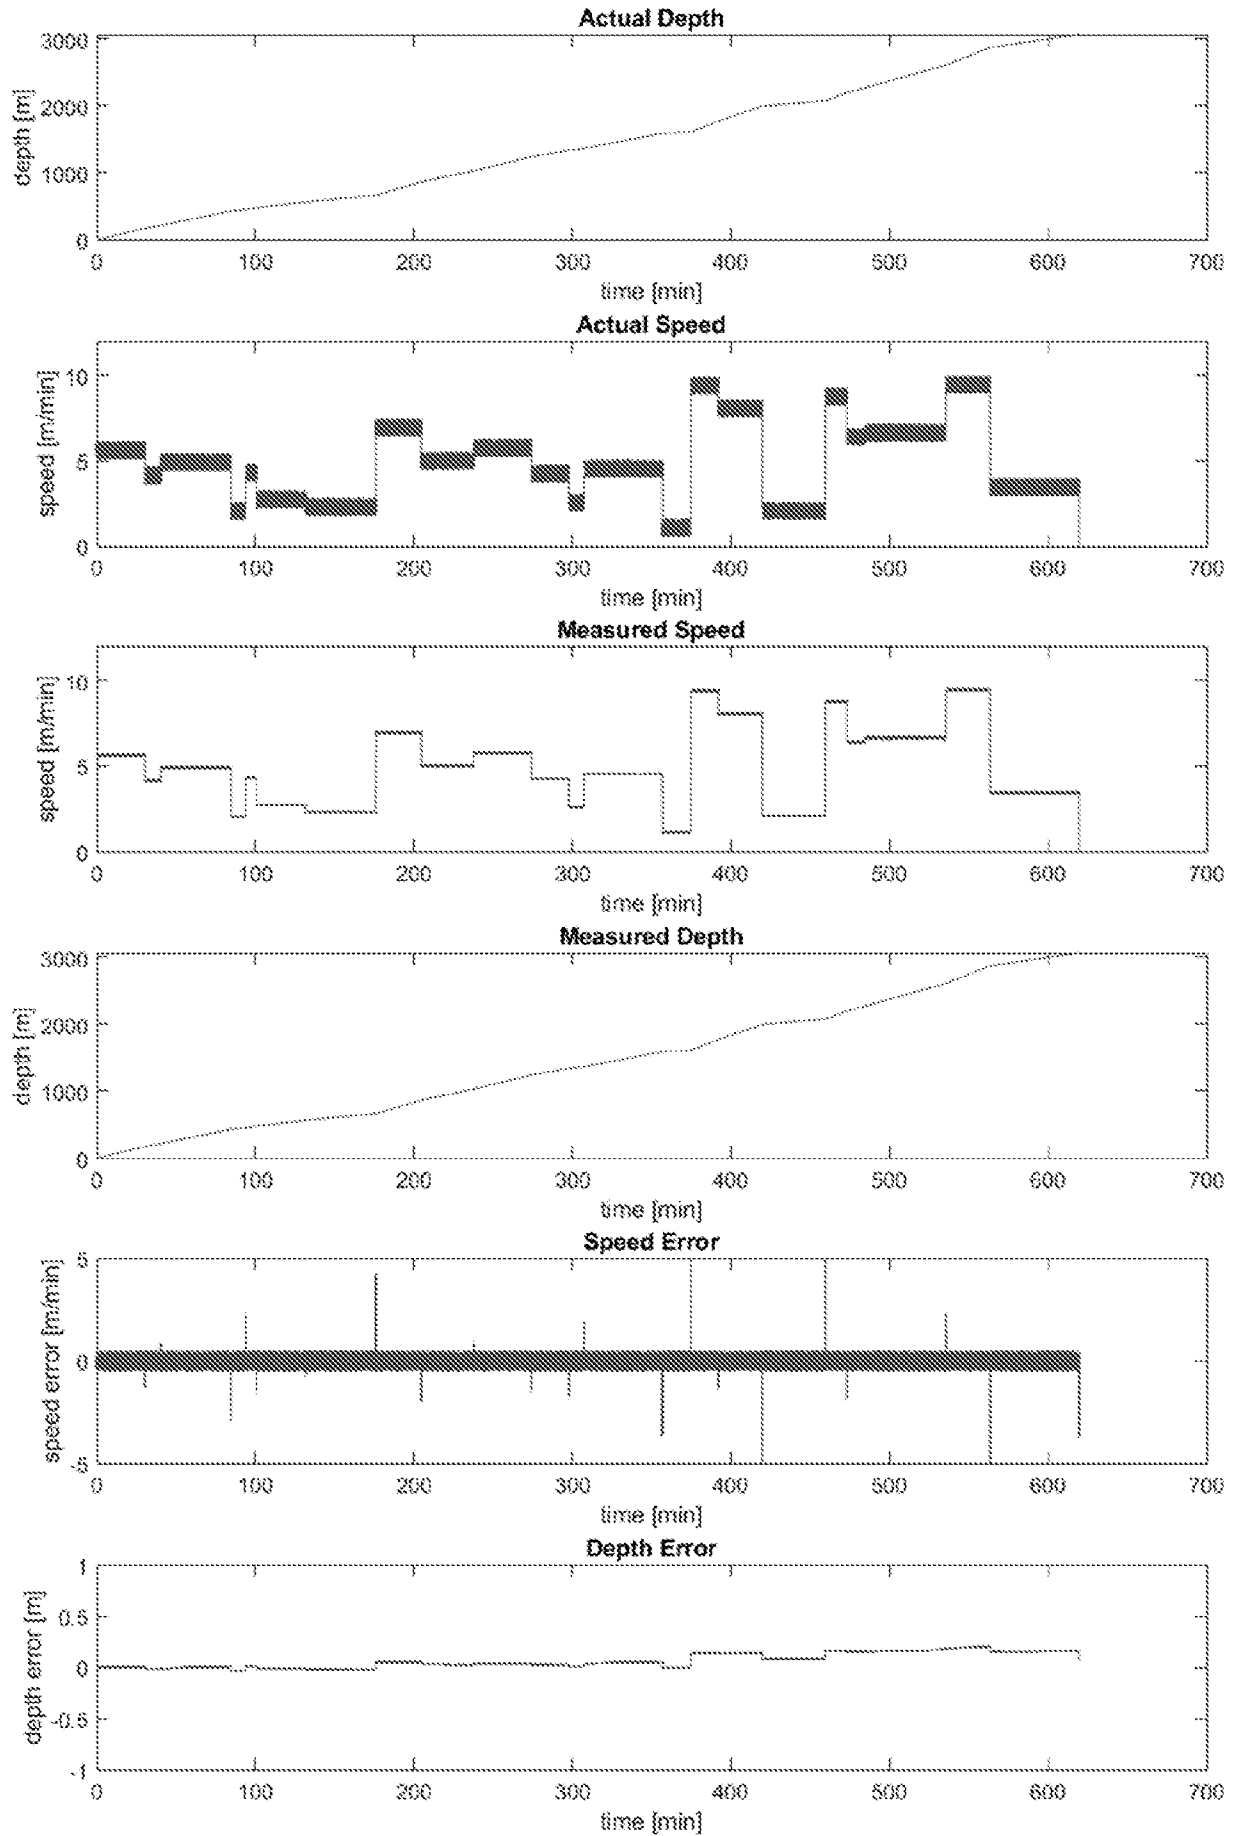 Actual Depth
3000
2000
1000
0
depth [m]
0 100 200 300 400 500 600 700
time [min]
Actual Speed
10
5
0
speed [m/min]
0 100 200 300 400 500 600 700
time [min]
Measured Speed
10
5
0
speed [m/min]
0 100 200 300 400 500 600 700
time [min]
Measured Depth
3000
2000
1000
0
depth [m]
0 100 200 300 400 500 600 700
time [min]
Speed Error
5
0
-5
speed error [m/min]
0 100 200 300 400 500 600 700
time [min]
Depth Error
1
0.5
0
-0.5
-1
depth error [m]
0 100 200 300 400 500 600 700
time [min]